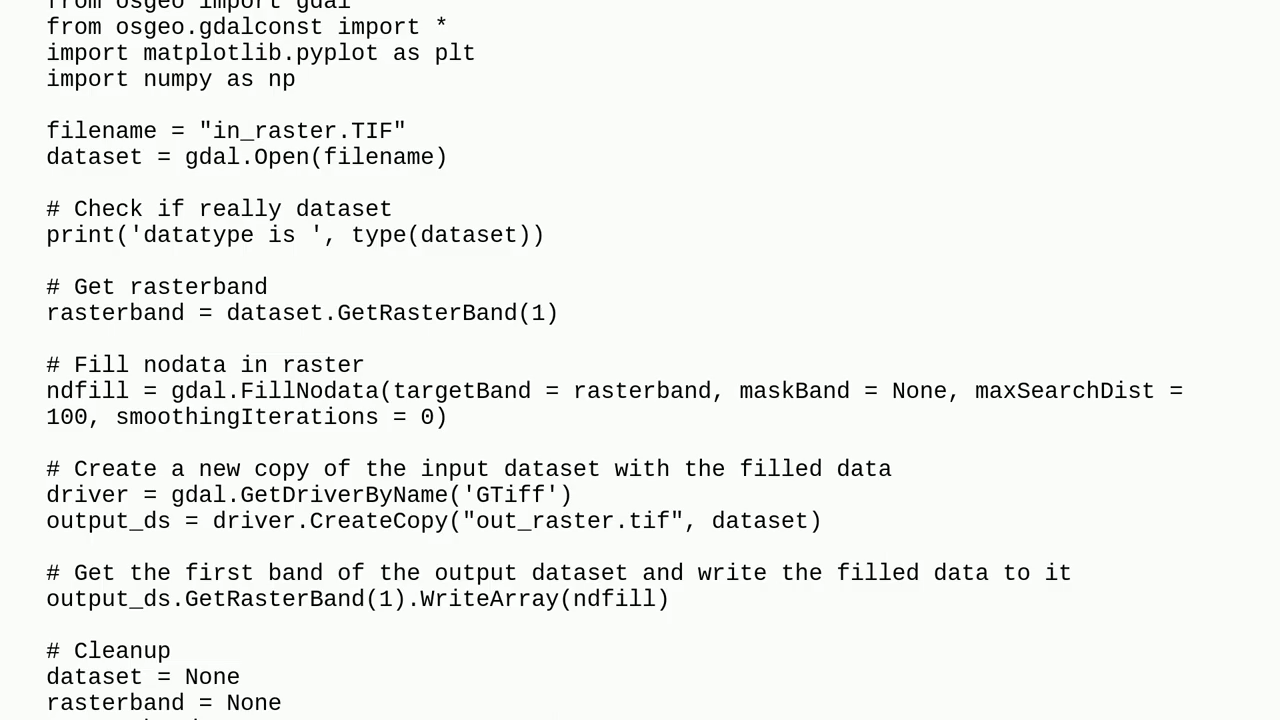 from osgeo import gdal
from osgeo.gdalconst import *
import matplotlib.pyplot as plt
import numpy as np
filename = "in_raster.TIF"
dataset = gdal.Open(filename)
# Check if really dataset
print('datatype is ', type(dataset))
# Get rasterband
rasterband = dataset.GetRasterBand(1)
# Fill nodata in raster
ndfill = gdal.FillNodata(targetBand = rasterband, maskBand = None, maxSearchDist =
100, smoothingIterations = 0)
# Create a new copy of the input dataset with the filled data
driver = gdal.GetDriverByName('GTiff')
output_ds = driver.CreateCopy("out_raster.tif", dataset)
# Get the first band of the output dataset and write the filled data to it
output_ds.GetRasterBand(1).WriteArray(ndfill)
# Cleanup
dataset = None
rasterband = None